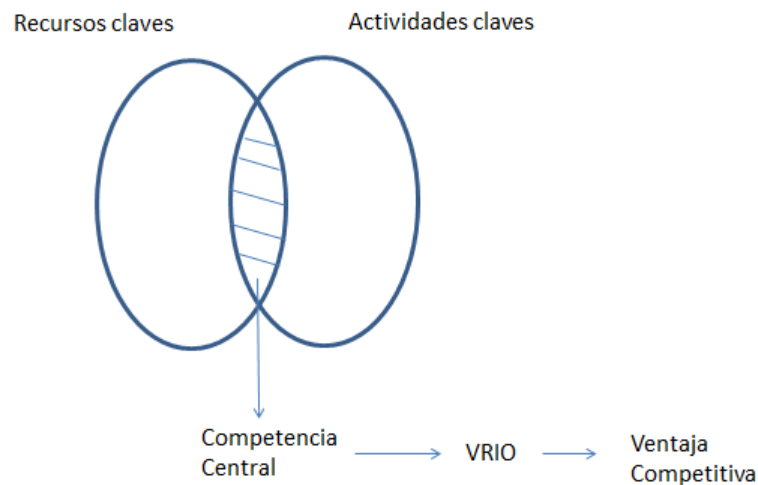 Recursos claves
Actividades claves
Competencia
Central
VRIO
Ventaja
Competitiva